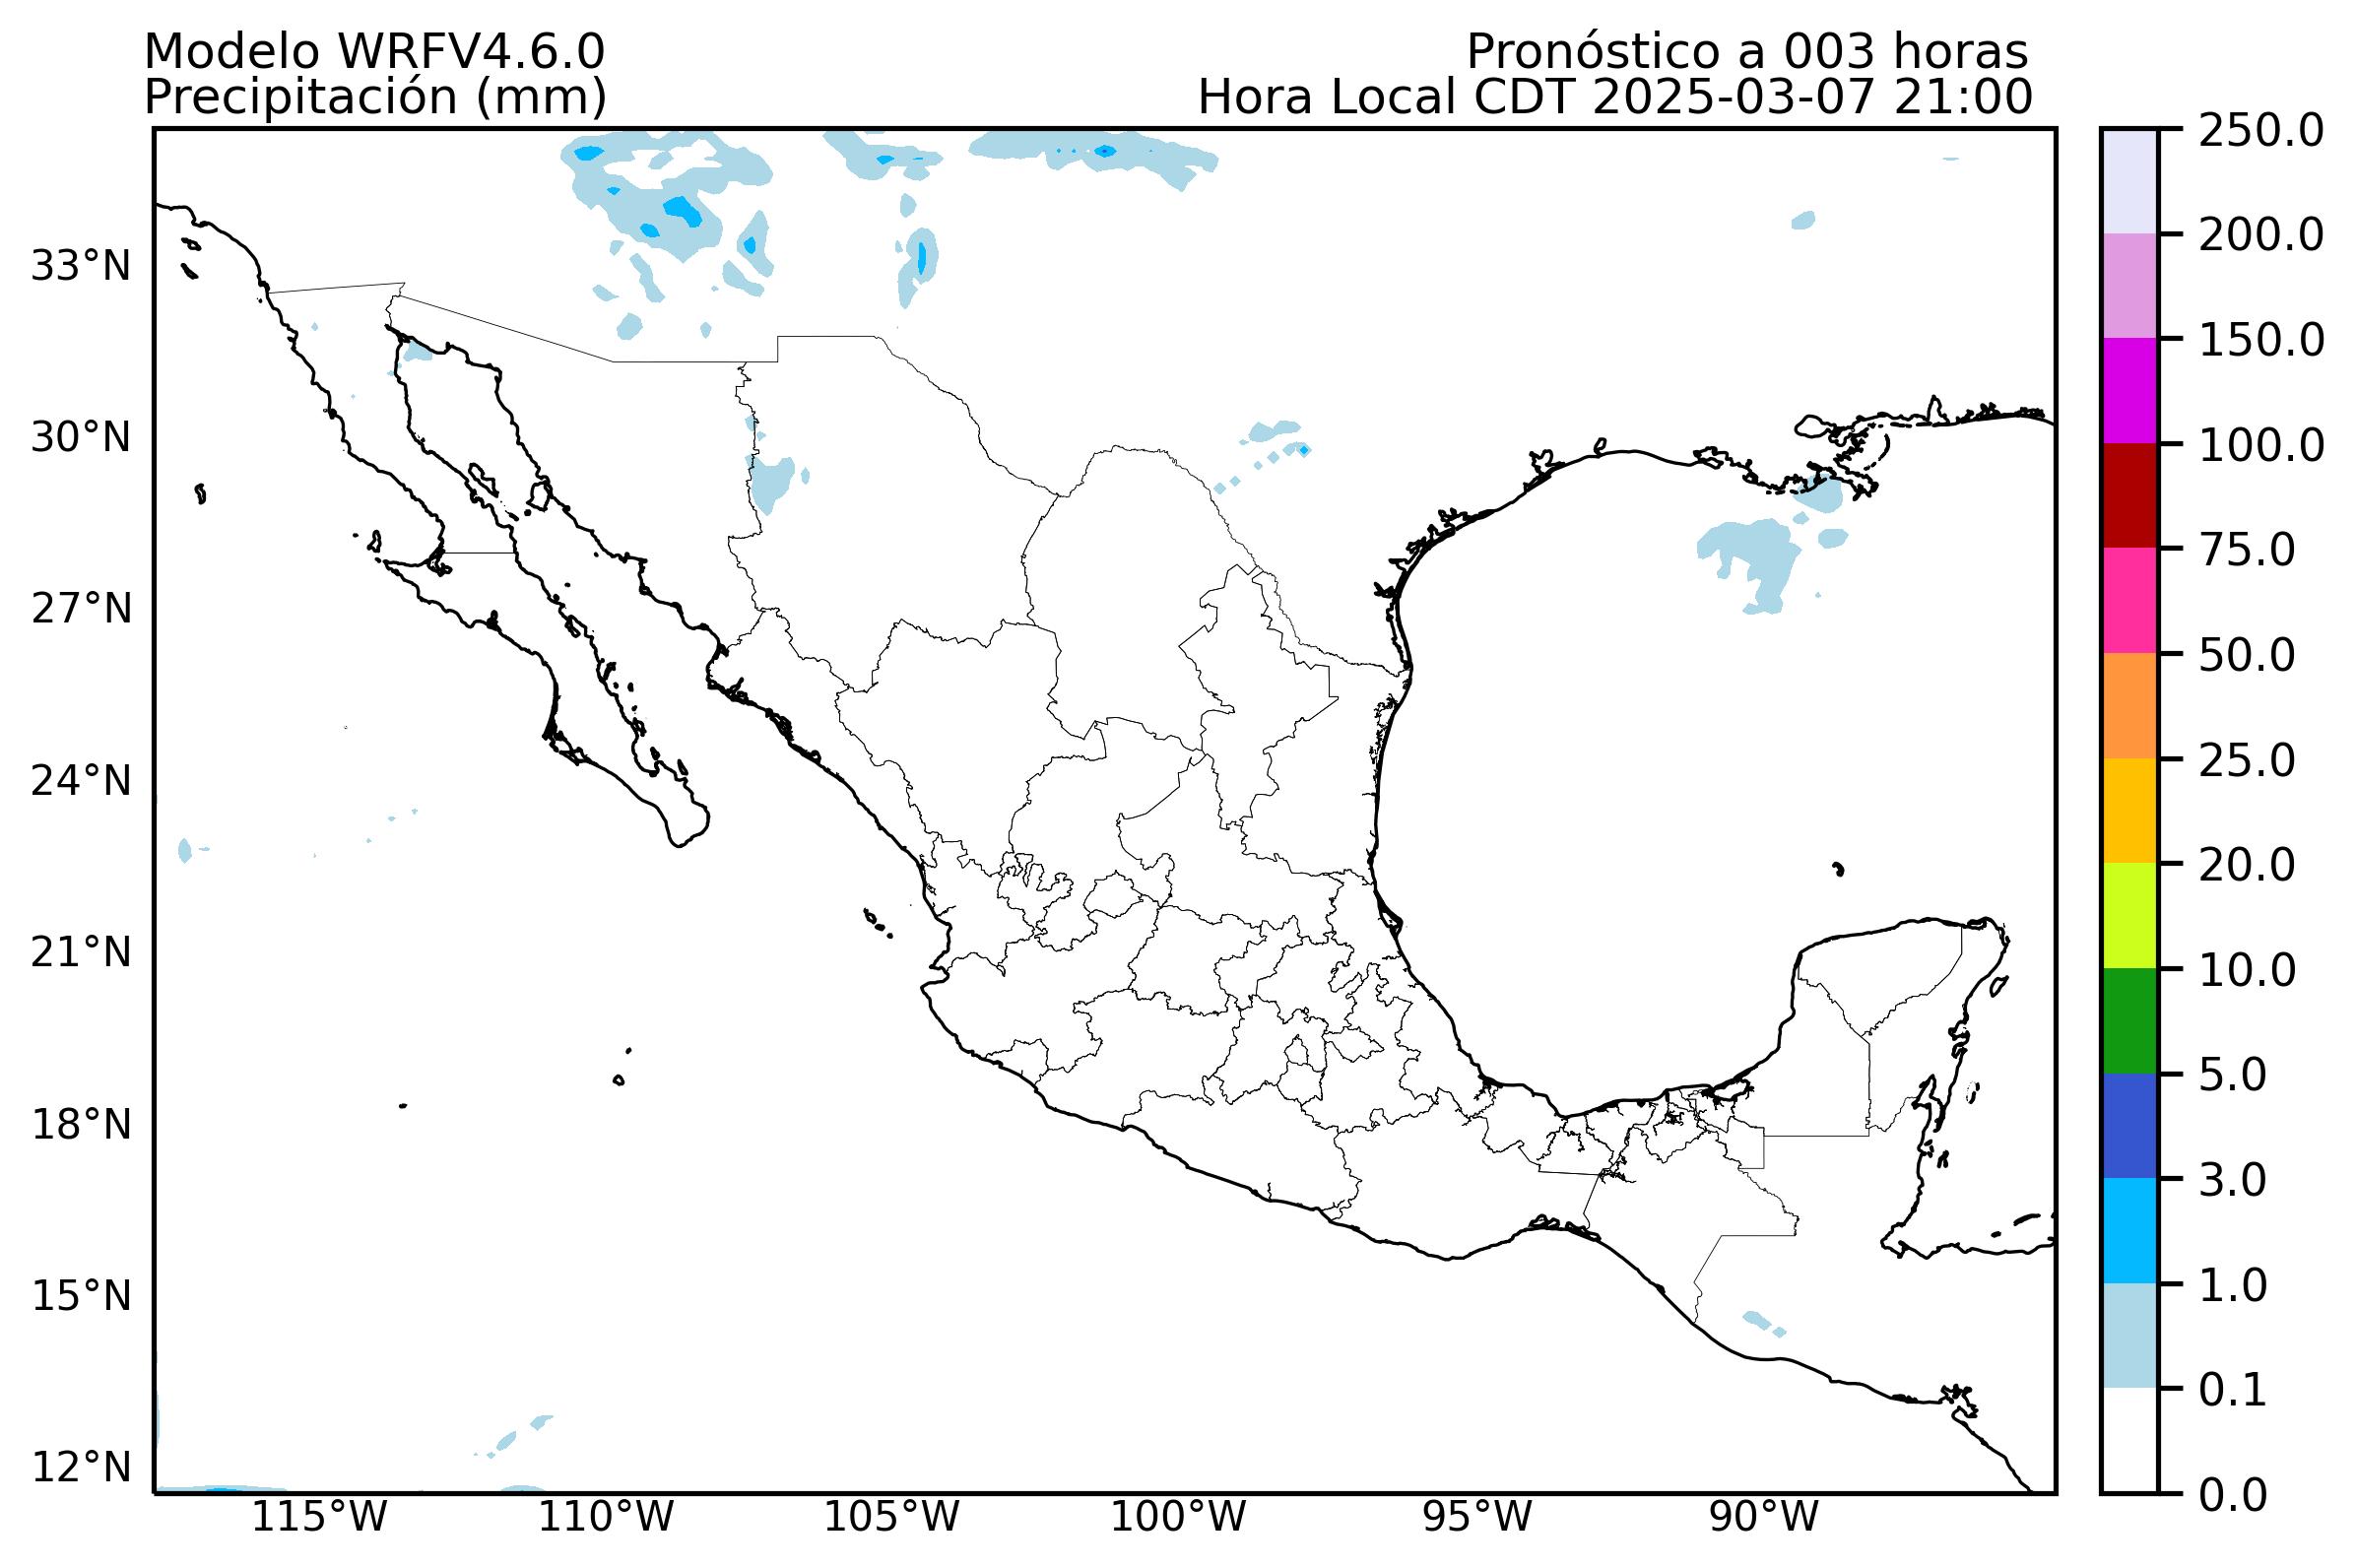 Modelo WRFV4.6.0
Precipitación (mm)
Pronóstico a 003 horas
Hora Local CDT 2025-03-07 21:00
33°N
30°N
27°N
24°N
21°N
18°N
15°N
12°N
115°W
110°W
105°W
100°W
95°W
90°W
250.0
200.0
150.0
100.0
75.0
50.0
25.0
20.0
10.0
5.0
3.0
1.0
0.1
0.0